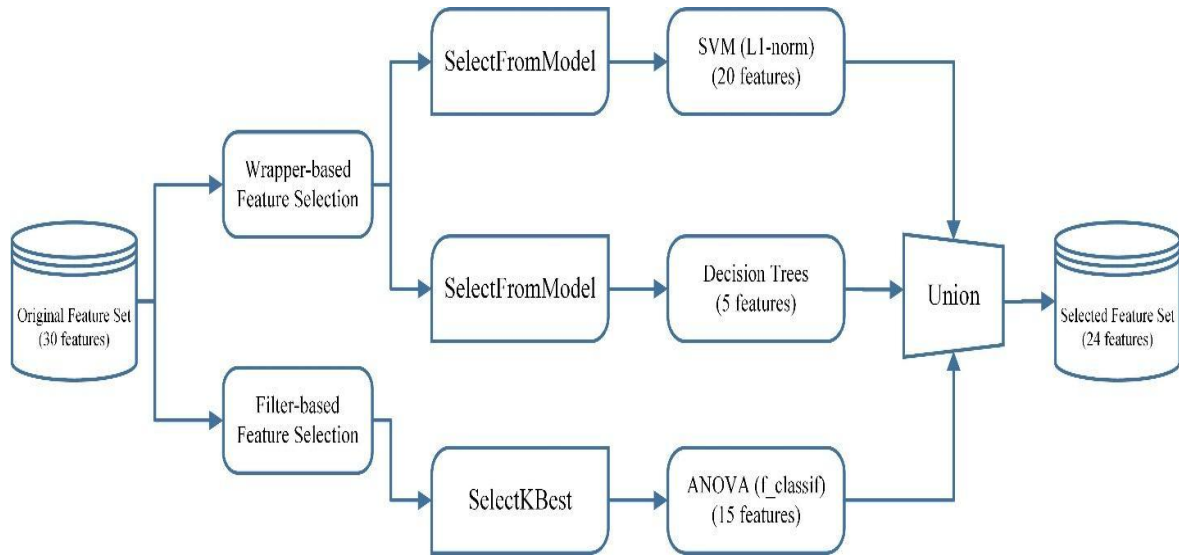 Original Feature Set
(30 features)
Wrapper-based
Feature Selection
Filter-based
Feature Selection
SelectFromModel
SVM (L1-norm)
(20 features)
SelectFromModel
Decision Trees
(5 features)
SelectKBest
ANOVA (f_classif)
(15 features)
Union
Selected Feature Set
(24 features)